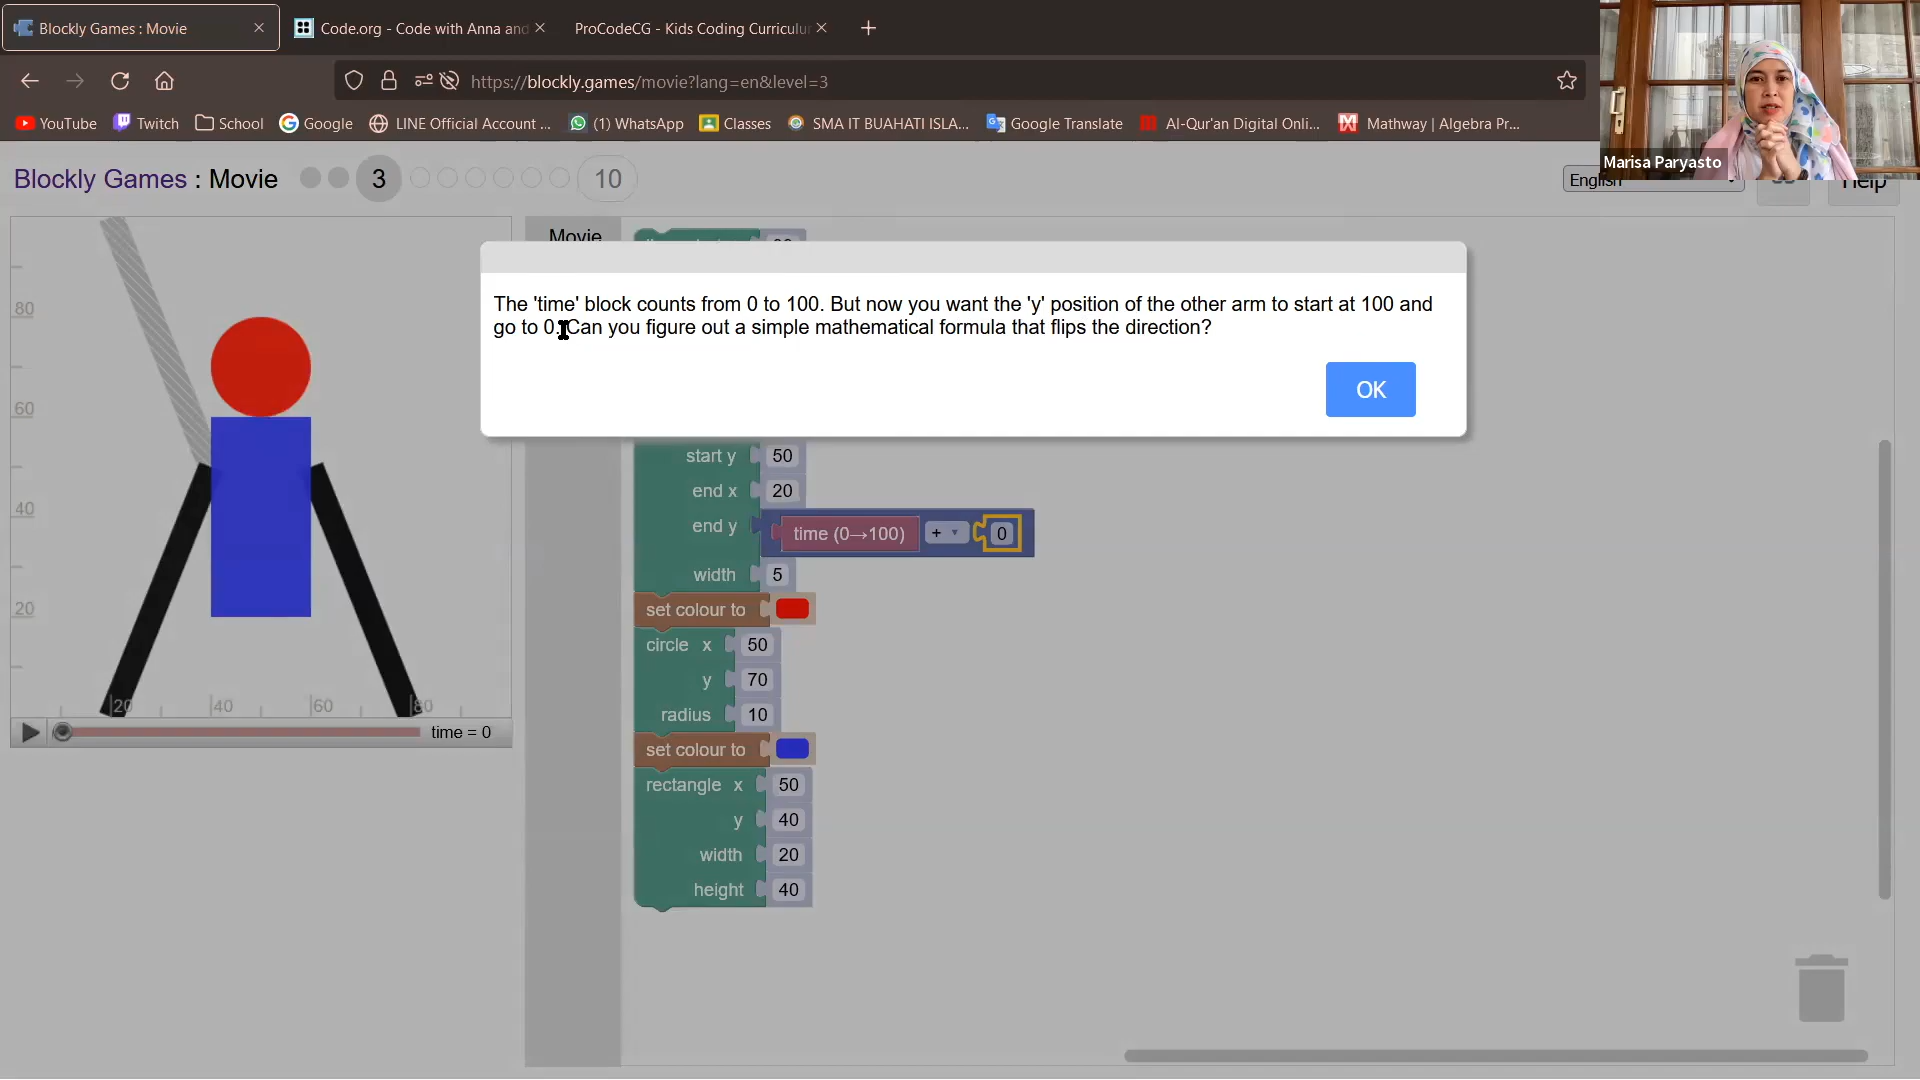 Blockly Games : Movie
Code.org - Code with Anna and
ProCodeCG - Kids Coding Curriculu
https://blockly.games/movie?lang=en&level=3
YouTube
Twitch
School
Google
LINE Official Account ...
(1) WhatsApp
Classes
SMA IT BUAHATI ISLA...
Google Translate
Al-Qur'an Digital Onli...
Mathway | Algebra Pr...
Marisa Paryasto
Blockly Games : Movie
3
10
English
Help
Movie
The 'time' block counts from 0 to 100. But now you want the 'y' position of the other arm to start at 100 and
go to 0. Can you figure out a simple mathematical formula that flips the direction?
OK
80
60
40
20
20
40
60
80
time = 0
start y 50
end x 20
end y time (0→100) + 0
width 5
set colour to
circle x 50
y 70
radius 10
set colour to
rectangle x 50
y 40
width 20
height 40